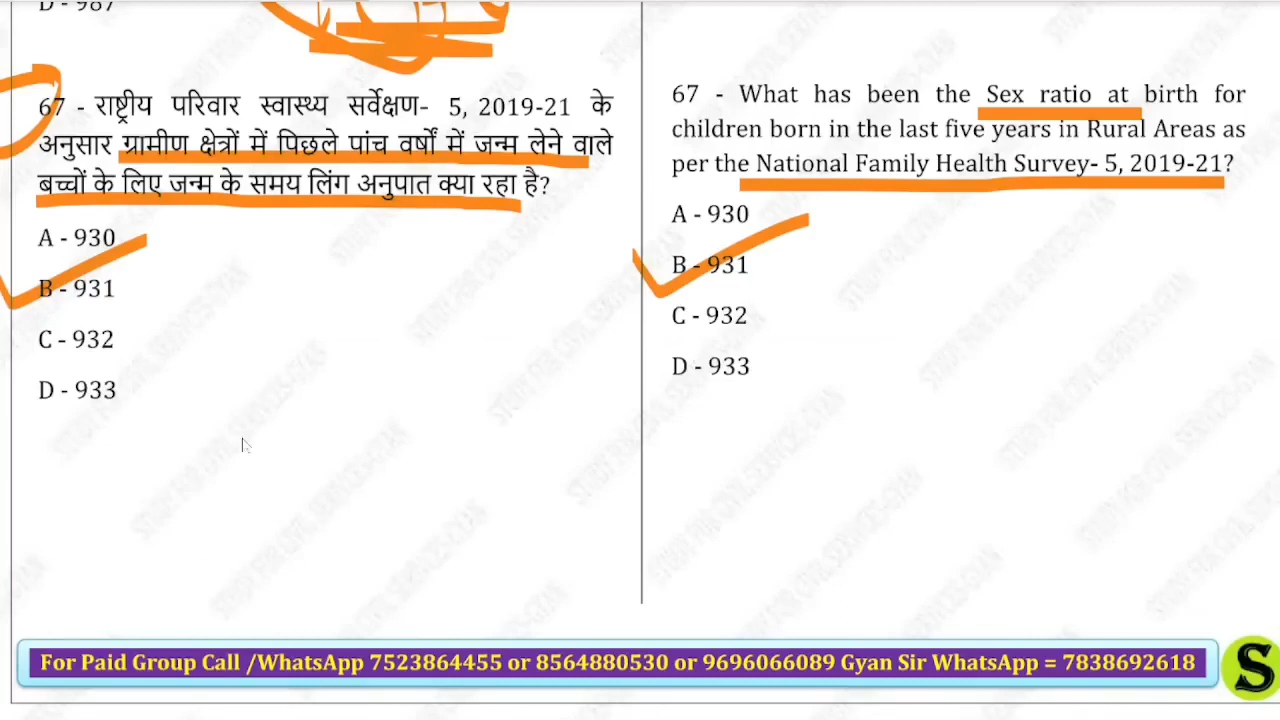 D - 987
67 - राष्ट्रीय परिवार स्वास्थ्य सर्वेक्षण- 5, 2019-21 के
अनुसार ग्रामीण क्षेत्रों में पिछले पांच वर्षों में जन्म लेने वाले
बच्चों के लिए जन्म के समय लिंग अनुपात क्या रहा है?
A - 930
B - 931
C - 932
D - 933
67 - What has been the Sex ratio at birth for
children born in the last five years in Rural Areas as
per the National Family Health Survey- 5, 2019-21?
A - 930
B - 931
C - 932
D - 933
For Paid Group Call /WhatsApp 7523864455 or 8564880530 or 9696066089 Gyan Sir WhatsApp = 7838692618
S